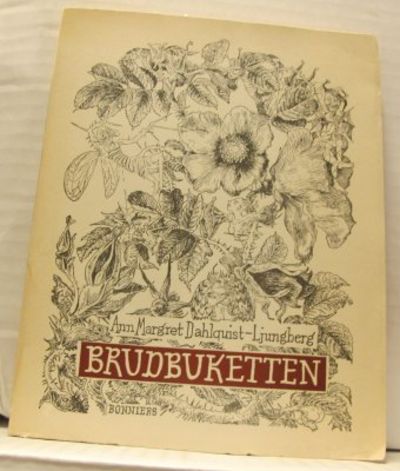 Ann Margret Dahlquist-Ljungberg
BRUDBUKETTEN
BONNIERS